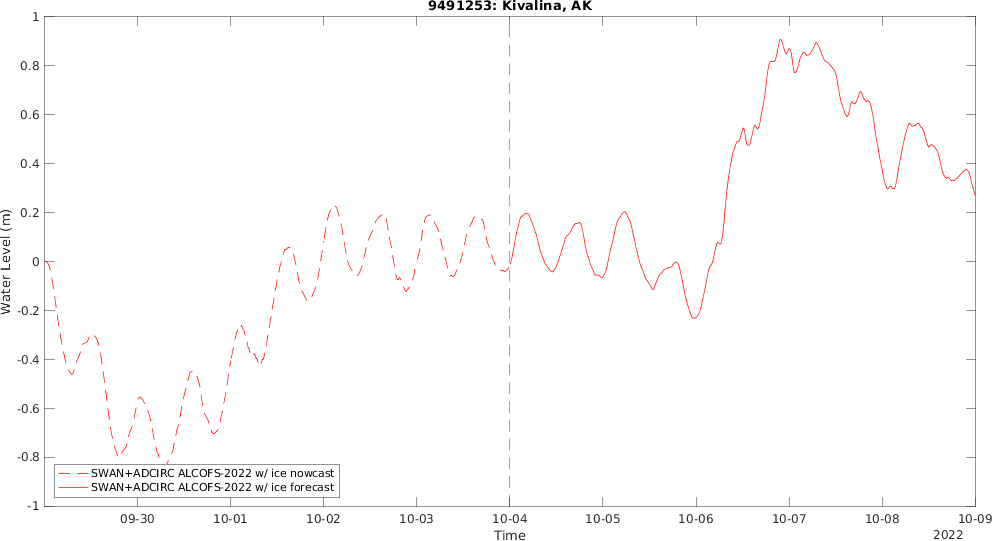 9491253: Kivalina, AK
1
0.8
0.6
0.4
0.2
0
-0.2
-0.4
-0.6
-0.8
-1
Water Level (m)
SWAN+ADCIRC ALCOFS-2022 w/ ice nowcast
SWAN+ADCIRC ALCOFS-2022 w/ ice forecast
09-30 10-01 10-02 10-03 10-04 10-05 10-06 10-07 10-08 10-09
Time
2022